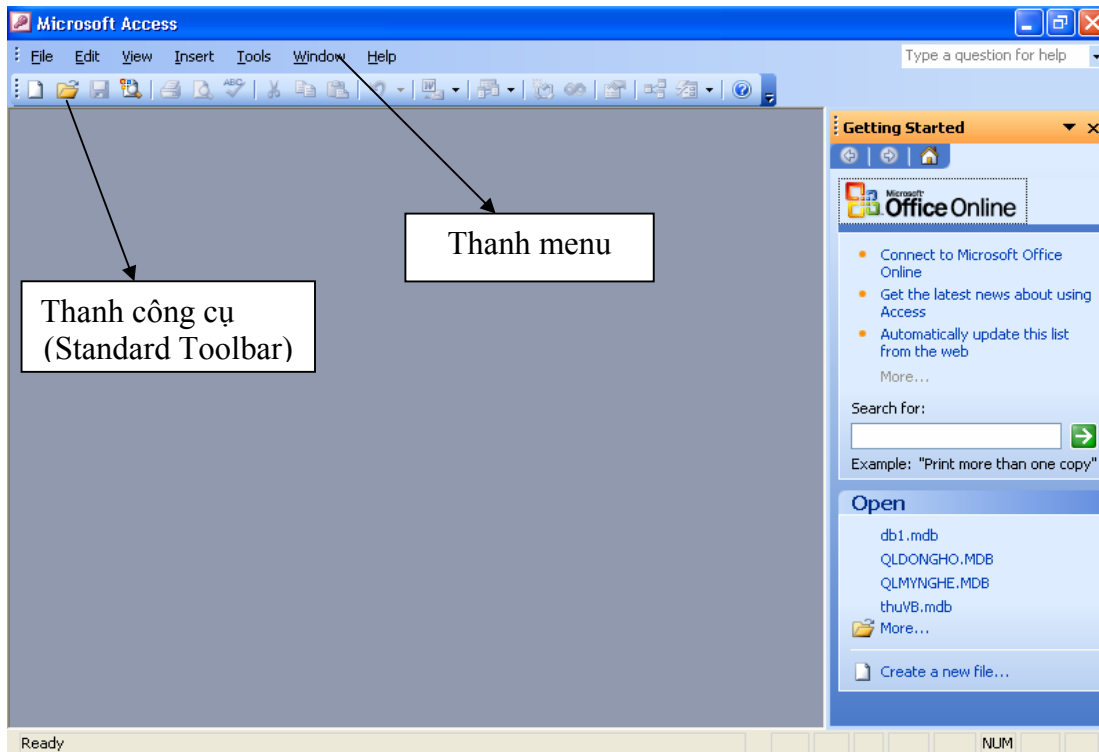 Microsoft Access
File Edit View Insert Tools Window Help
Type a question for help
ABC
W
Getting Started
Microsoft
Office Online
Connect to Microsoft Office
Online
Get the latest news about using
Access
Automatically update this list
from the web
More...
Search for:
Example: "Print more than one copy"
Open
db1.mdb
QLDONGHO.MDB
QLMYNGHE.MDB
thuVB.mdb
More...
Create a new file...
Thanh menu
Thanh công cụ
(Standard Toolbar)
Ready
NUM